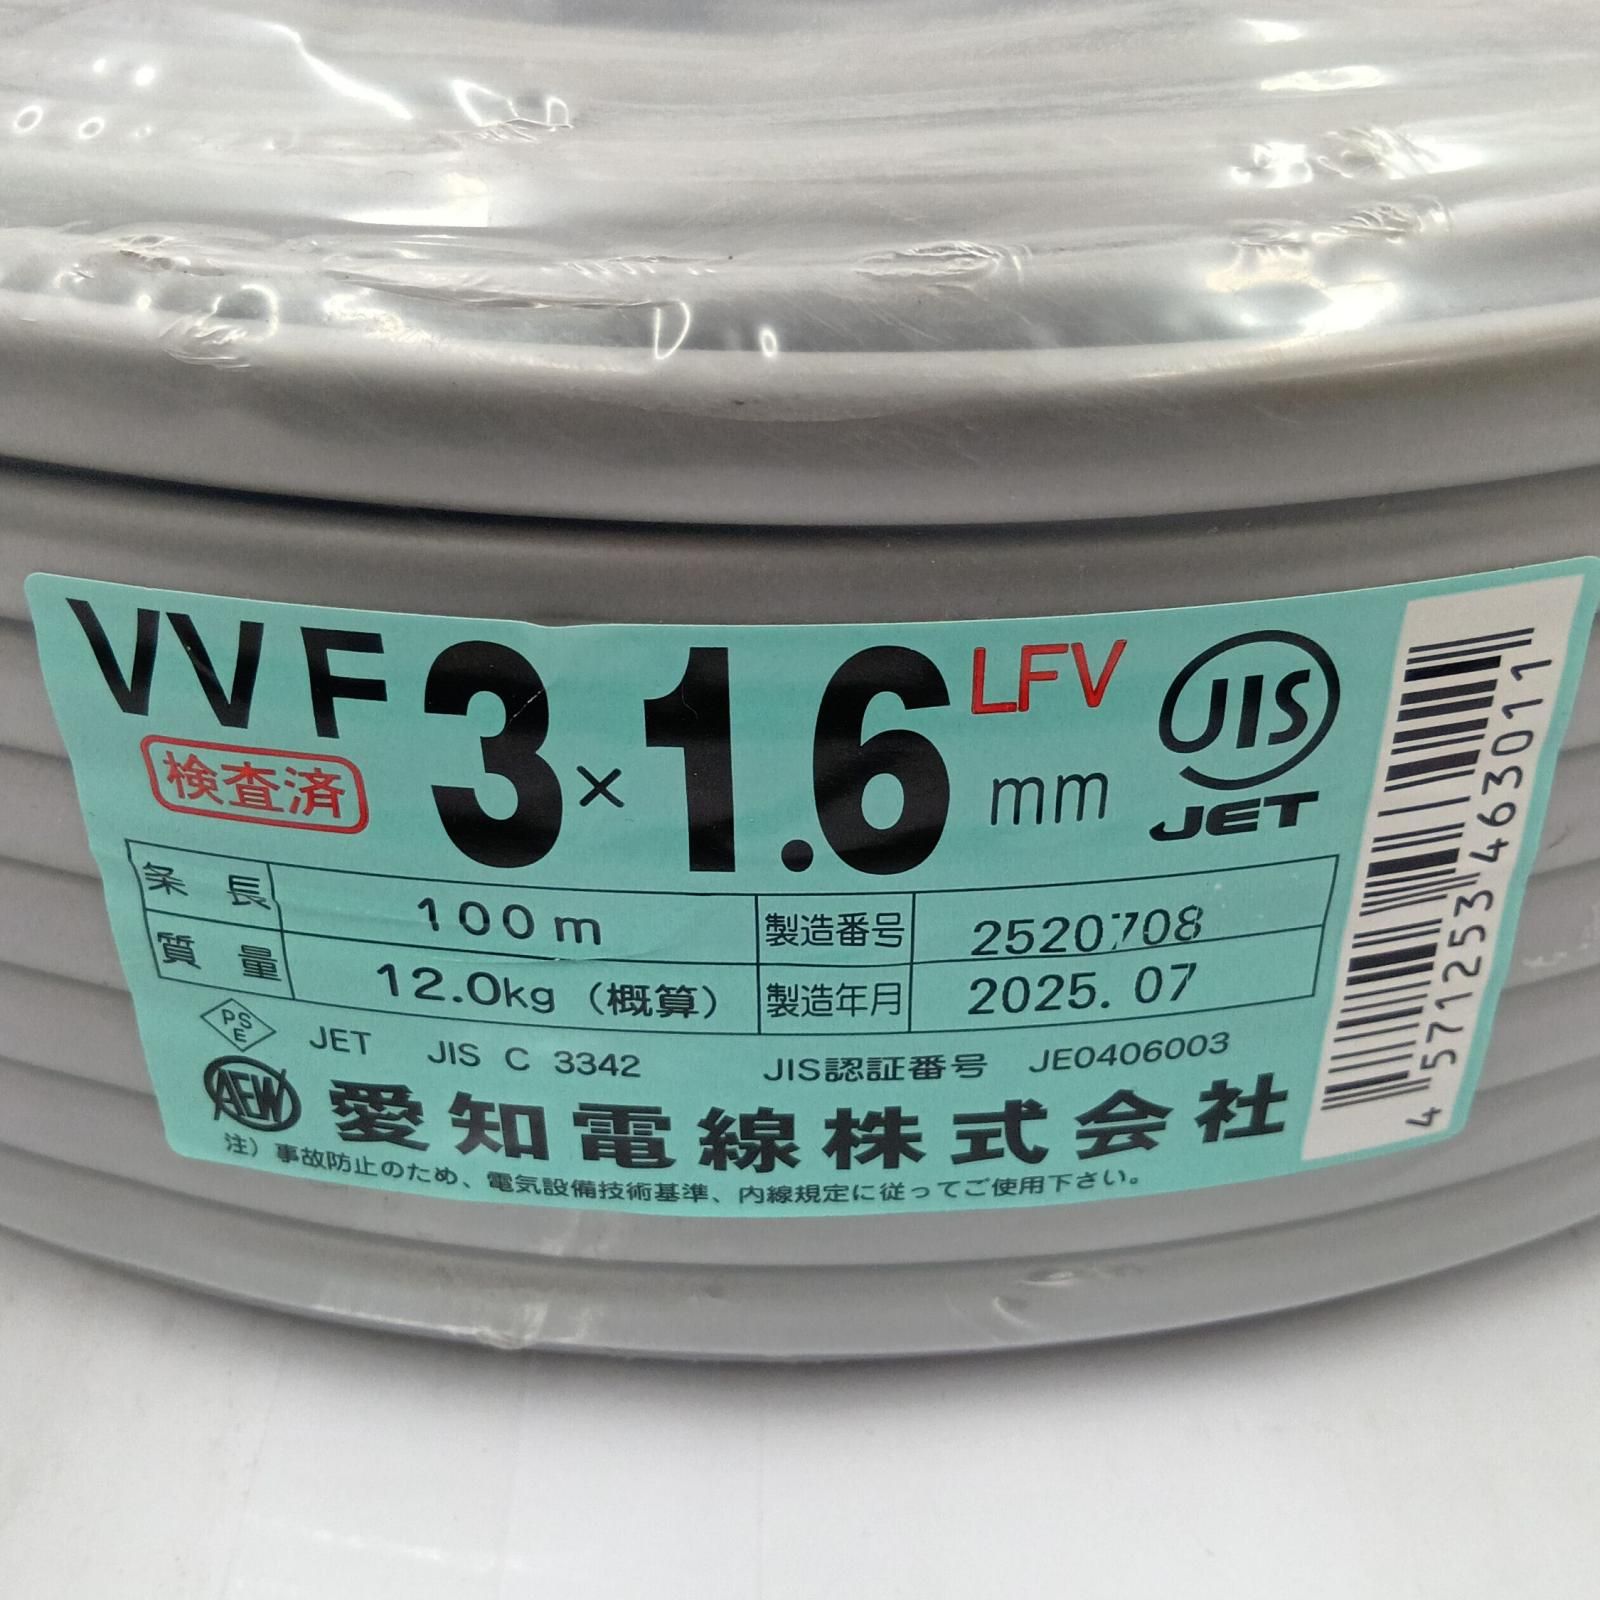 VVF 3×1.6 mm LFV
検査済
JIS
JET
条長 100m 製造番号 2520708
質量 12.0kg (概算) 製造年月 2025.07
PSE JET JIS C 3342 JIS認証番号 JE0406003
AEW 愛知電線株式会社
注）事故防止のため、電気設備技術基準、内線規定に従ってご使用下さい。
4571253463011